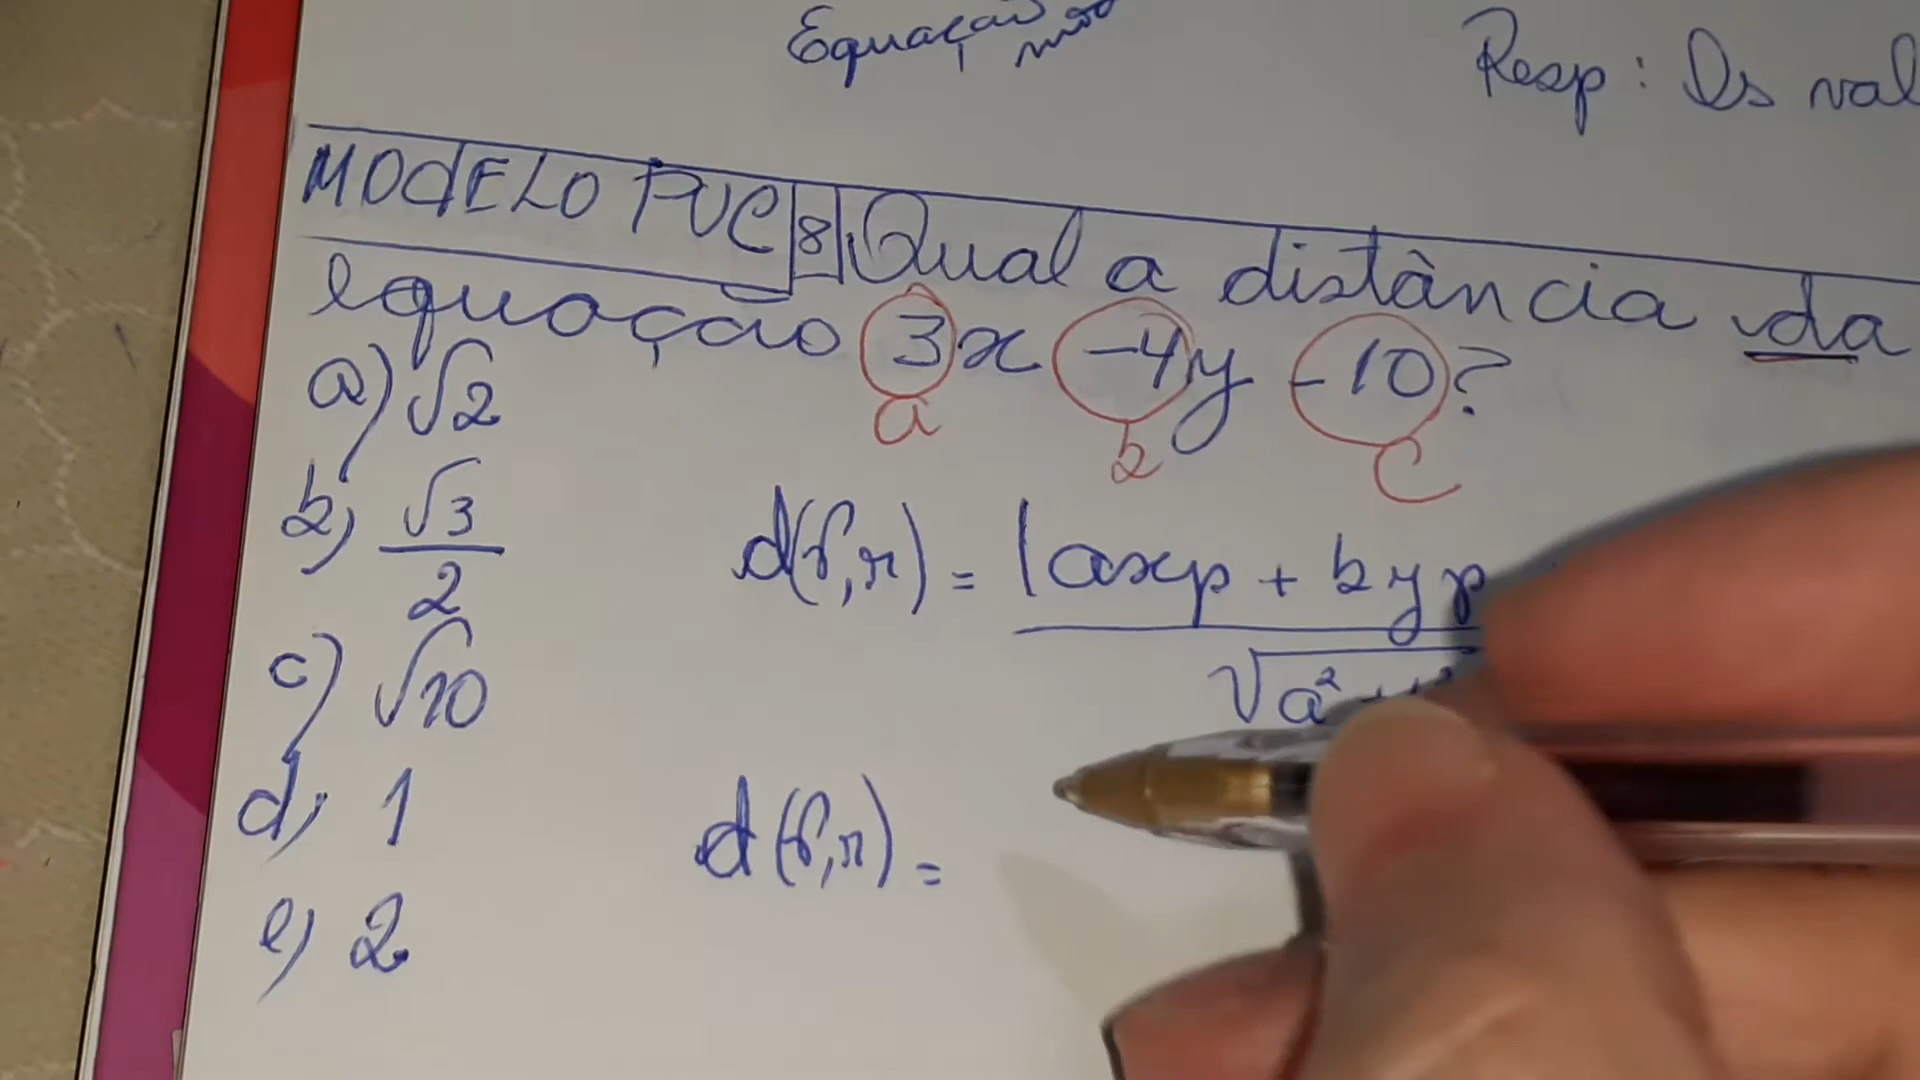 Equação
Resp: Os val
MODELO PUC 8. Qual a distância da
equação 3x -4y -10?
a b c
a) √2
b) √3/2
d(P,r) = |axp + byp
√a²
c) √10
d) 1
d(P,r) =
e) 2